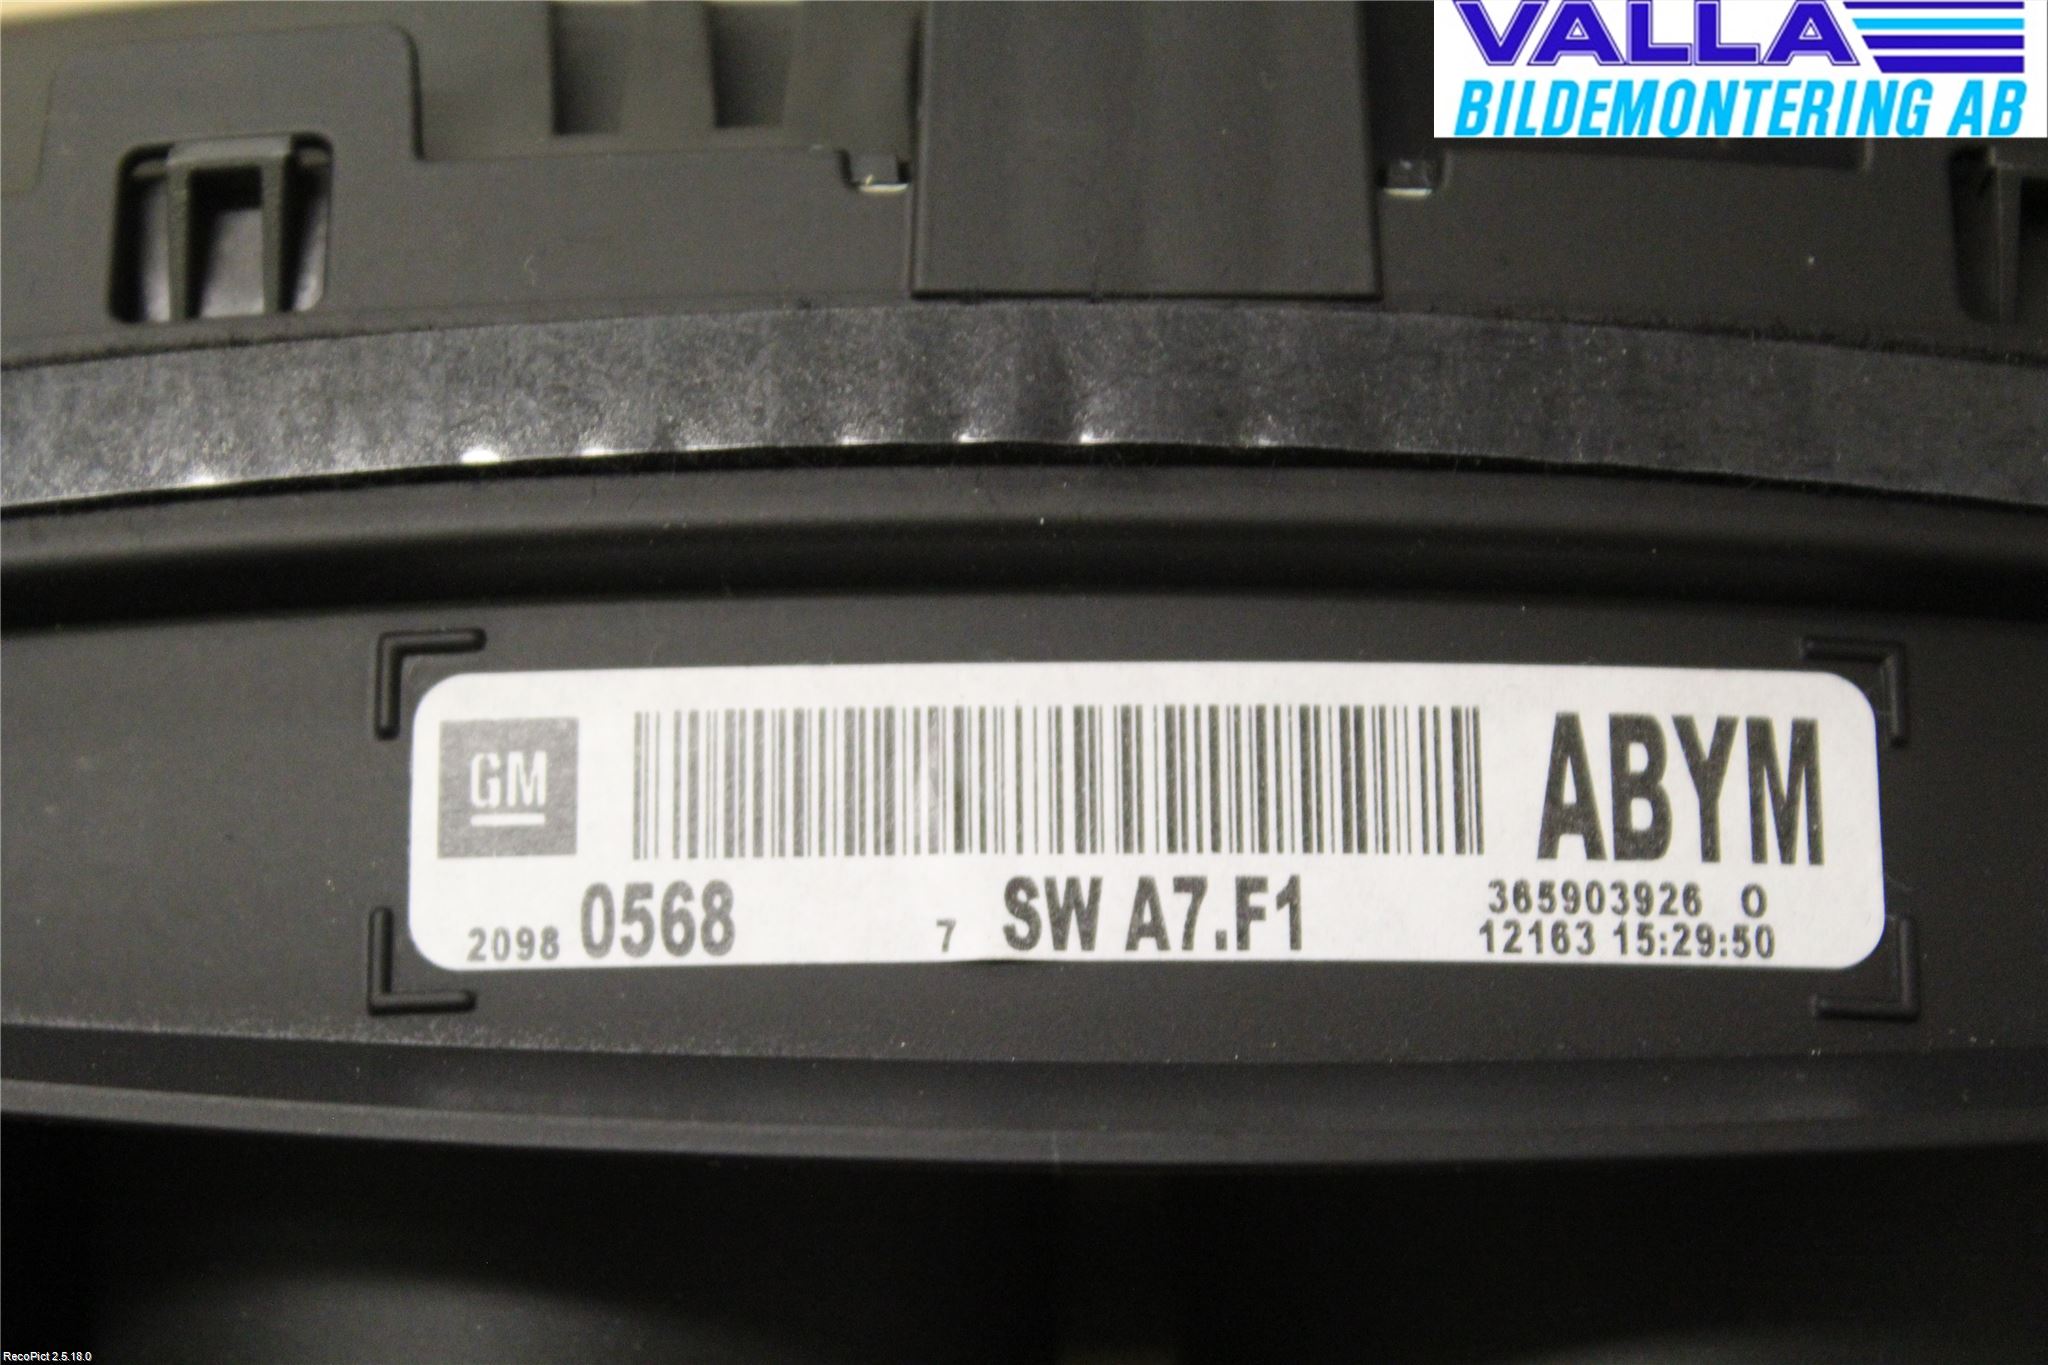 VALLA
BILDEMONTERING AB
GM
ABYM
2098 0568 7 SW A7.F1
365903926 0
12163 15:29:50
RecoPict 2.5.18.0